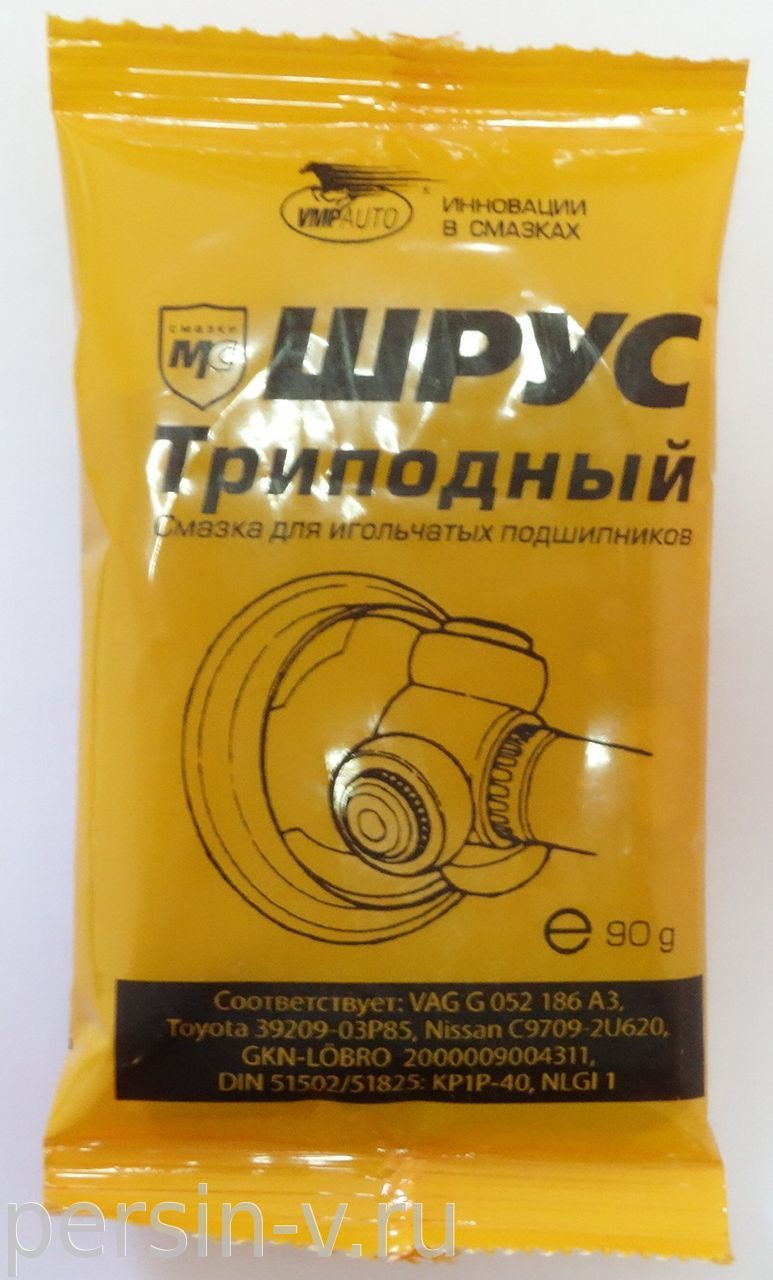 VMPAUTO
®
ИННОВАЦИИ
В СМАЗКАХ
смазки
МС
ШРУС
Триподный
Смазка для игольчатых подшипников
e 90 g
Соответствует: VAG G 052 186 A3,
Toyota 39209-03P85, Nissan C9709-2U620,
GKN-LÖBRO 2000009004311,
DIN 51502/51825: KP1P-40, NLGI 1
persin-v.ru